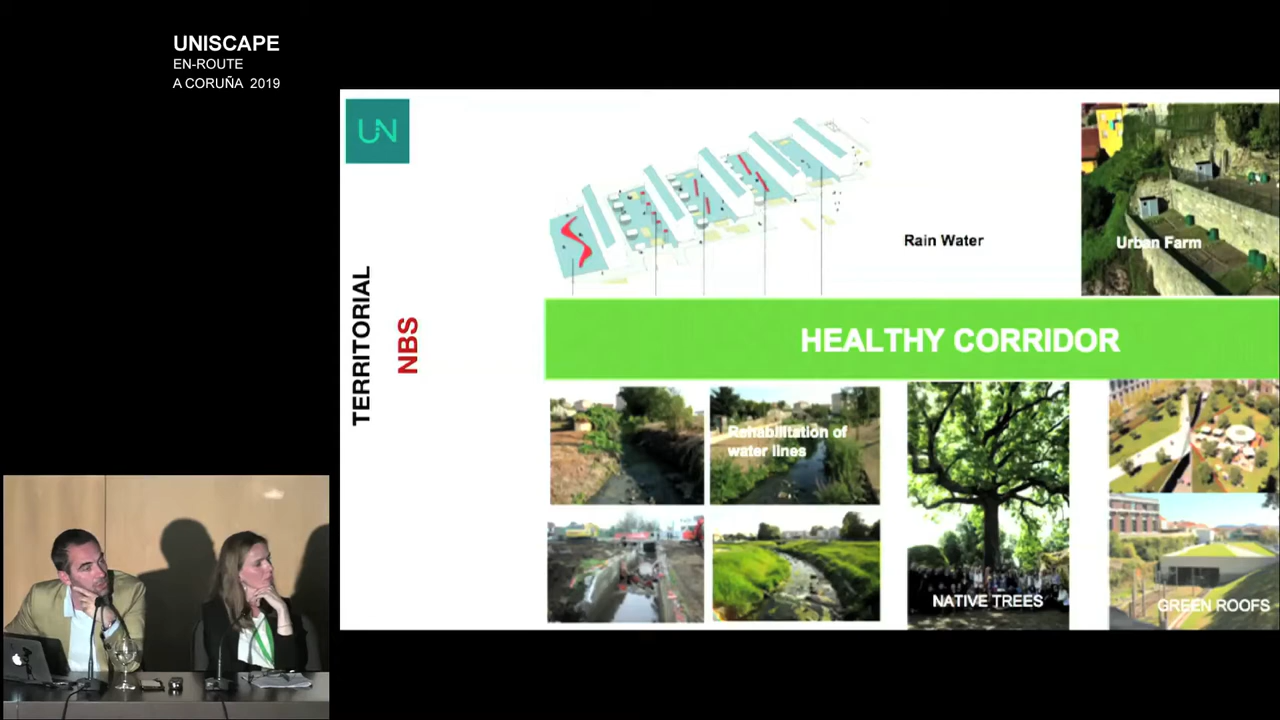 UNISCAPE
EN-ROUTE
A CORUÑA 2019
UN
TERRITORIAL
NBS
Rain Water
Urban Farm
HEALTHY CORRIDOR
Rehabilitation of
water lines
NATIVE TREES
GREEN ROOFS